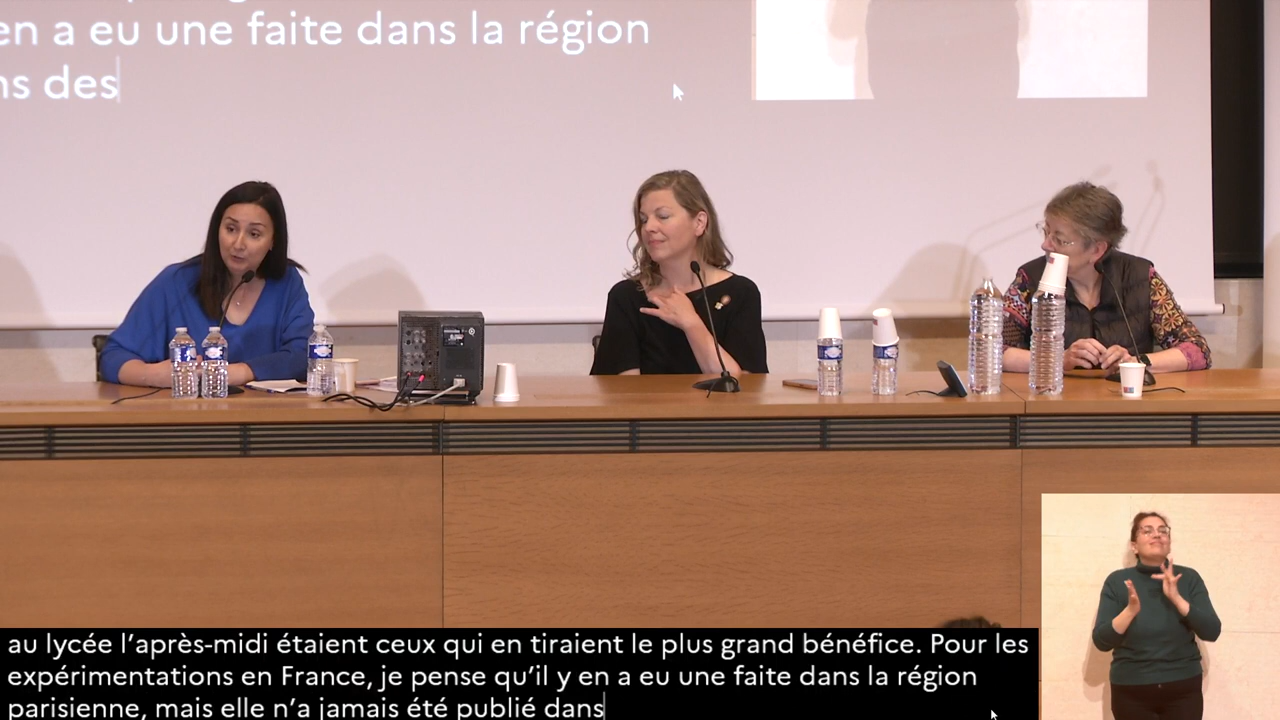 en a eu une faite dans la région
ns des
au lycée l'après-midi étaient ceux qui en tiraient le plus grand bénéfice. Pour les
expérimentations en France, je pense qu'il y en a eu une faite dans la région
parisienne, mais elle n'a jamais été publié dans